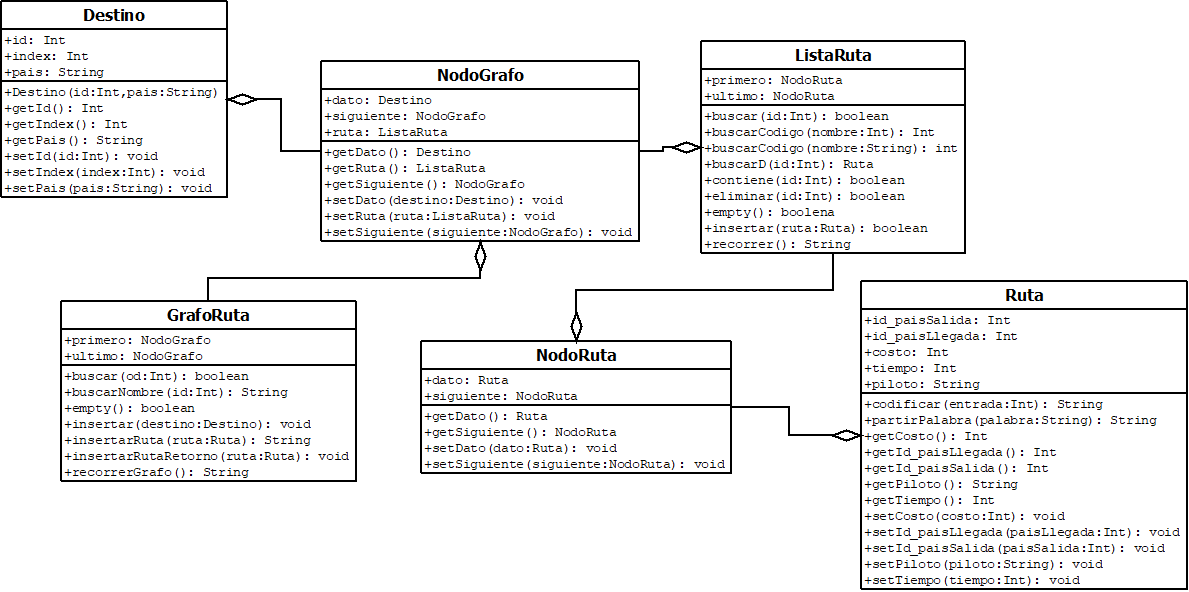 Destino
+id: Int
+index: Int
+pais: String
+Destino(id:Int,pais:String)
+getId(): Int
+getIndex(): Int
+getPais(): String
+setId(id:Int): void
+setIndex(index:Int): void
+setPais(pais:String): void
NodoGrafo
+dato: Destino
+siguiente: NodoGrafo
+ruta: ListaRuta
+getDato(): Destino
+getRuta(): ListaRuta
+getSiguiente(): NodoGrafo
+setDato(destino:Destino): void
+setRuta(ruta:ListaRuta): void
+setSiguiente(siguiente:NodoGrafo): void
ListaRuta
+primero: NodoRuta
+ultimo: NodoRuta
+buscar(id:Int): boolean
+buscarCodigo(nombre:Int): Int
+buscarCodigo(nombre:String): int
+buscarD(id:Int): Ruta
+contiene(id:Int): boolean
+eliminar(id:Int): boolean
+empty(): boolena
+insertar(ruta:Ruta): boolean
+recorrer(): String
GrafoRuta
+primero: NodoGrafo
+ultimo: NodoGrafo
+buscar(od:Int): boolean
+buscarNombre(id:Int): String
+empty(): boolean
+insertar(destino:Destino): void
+insertarRuta(ruta:Ruta): String
+insertarRutaRetorno(ruta:Ruta): void
+recorrerGrafo(): String
NodoRuta
+dato: Ruta
+siguiente: NodoRuta
+getDato(): Ruta
+getSiguiente(): NodoRuta
+setDato(dato:Ruta): void
+setSiguiente(siguiente:NodoRuta): void
Ruta
+id_paisSalida: Int
+id_paisLlegada: Int
+costo: Int
+tiempo: Int
+piloto: String
+codificar(entrada:Int): String
+partirPalabra(palabra:String): String
+getCosto(): Int
+getId_paisLlegada(): Int
+getId_paisSalida(): Int
+getPiloto(): String
+getTiempo(): Int
+setCosto(costo:Int): void
+setId_paisLlegada(paisLlegada:Int): void
+setId_paisSalida(paisSalida:Int): void
+setPiloto(piloto:String): void
+setTiempo(tiempo:Int): void